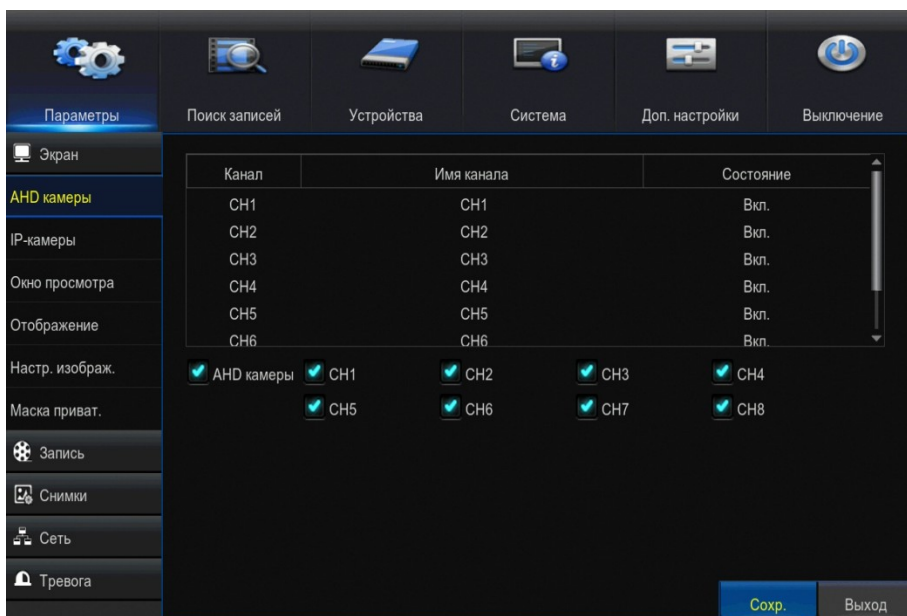 Параметры Поиск записей Устройства Система Доп. настройки Выключение
Экран
AHD камеры
IP-камеры
Окно просмотра
Отображение
Настр. изображ.
Маска приват.
Запись
Снимки
Сеть
Тревога
Канал Имя канала Состояние
CH1 CH1 Вкл.
CH2 CH2 Вкл.
CH3 CH3 Вкл.
CH4 CH4 Вкл.
CH5 CH5 Вкл.
CH6 CH6 Вкл.
AHD камеры CH1 CH2 CH3 CH4
CH5 CH6 CH7 CH8
Сохр. Выход